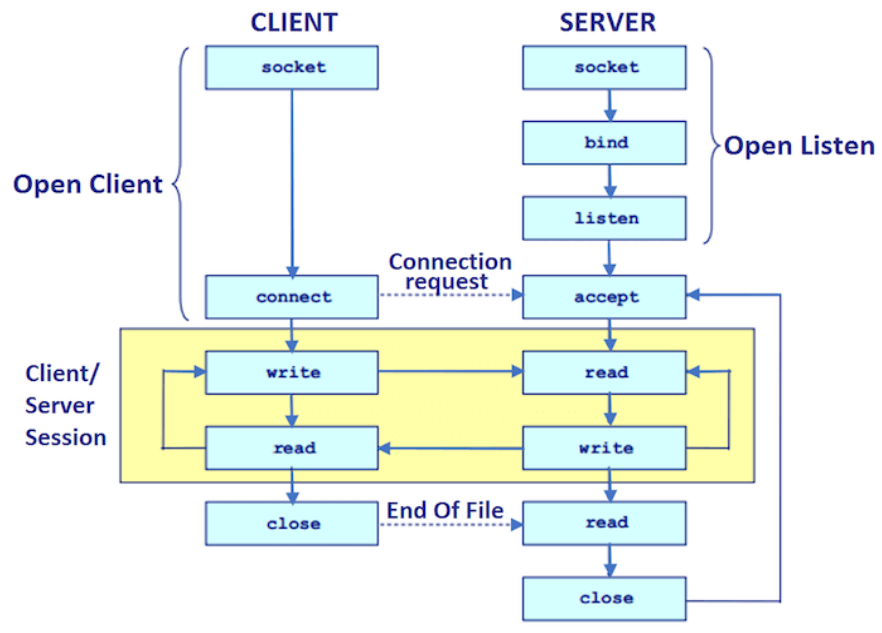 CLIENT
SERVER
socket
socket
bind
Open Listen
Open Client
listen
Connection
request
connect
accept
Client/
Server
Session
write
read
read
write
End Of File
close
read
close